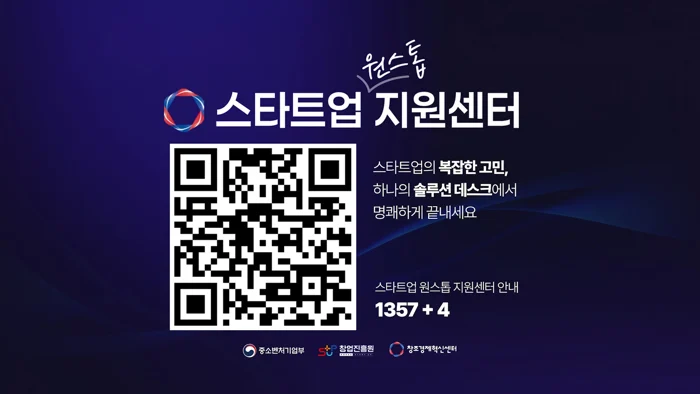 원스톱
스타트업 지원센터
스타트업의 복잡한 고민,
하나의 솔루션 데스크에서
명쾌하게 끝내세요
스타트업 원스톱 지원센터 안내
1357 + 4
중소벤처기업부 창업진흥원 창조경제혁신센터